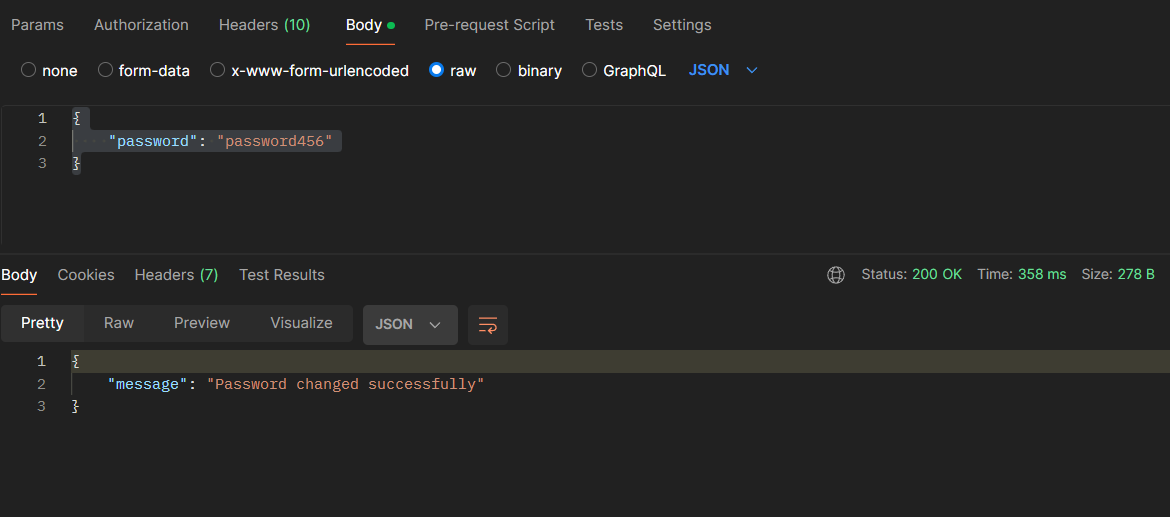 Params Authorization Headers (10) Body Pre-request Script Tests Settings
none form-data x-www-form-urlencoded raw binary GraphQL JSON
1 {
2 "password": "password456"
3 }
Body Cookies Headers (7) Test Results Status: 200 OK Time: 358 ms Size: 278 B
Pretty Raw Preview Visualize JSON
1 {
2 "message": "Password changed successfully"
3 }